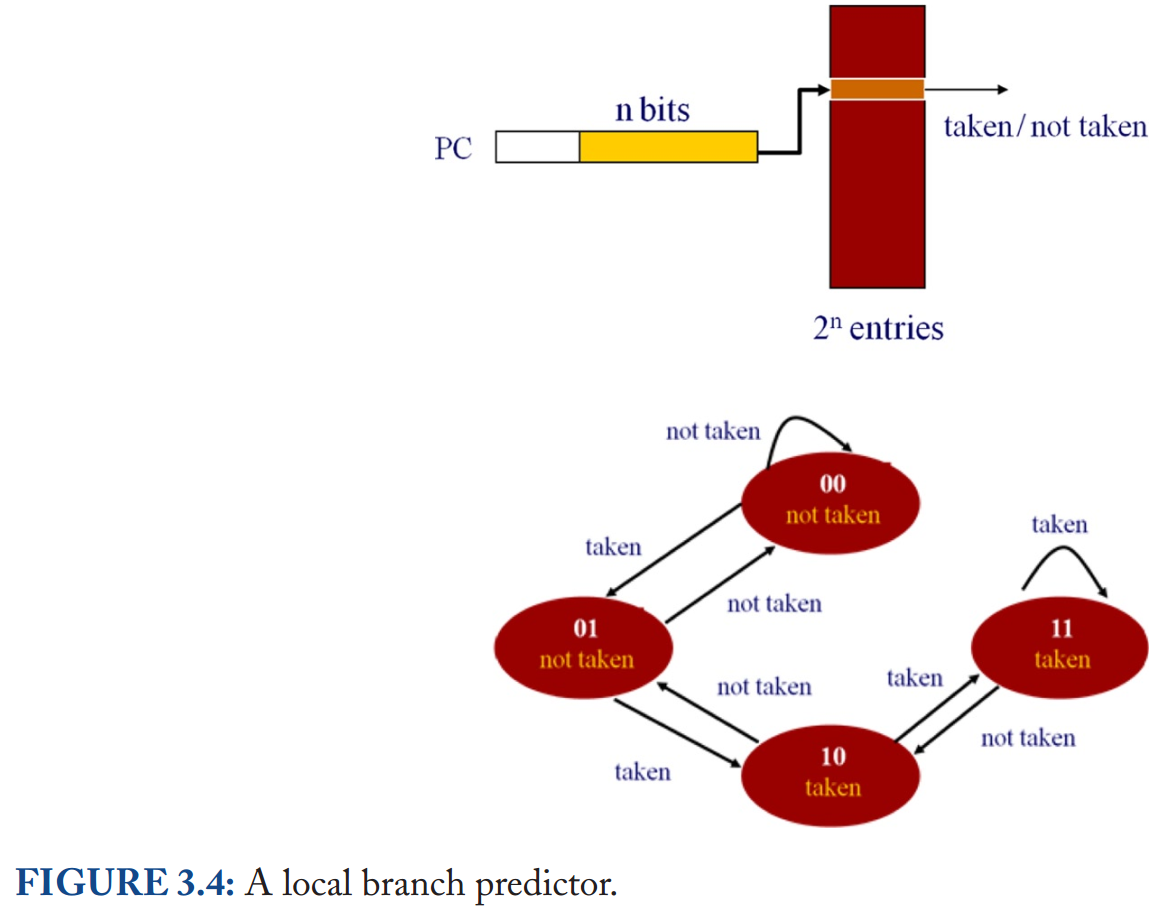 n bits
PC
taken/not taken
2ⁿ entries
not taken
00
not taken
taken
taken
not taken
01
not taken
11
taken
not taken
taken
not taken
10
taken
taken
FIGURE 3.4: A local branch predictor.